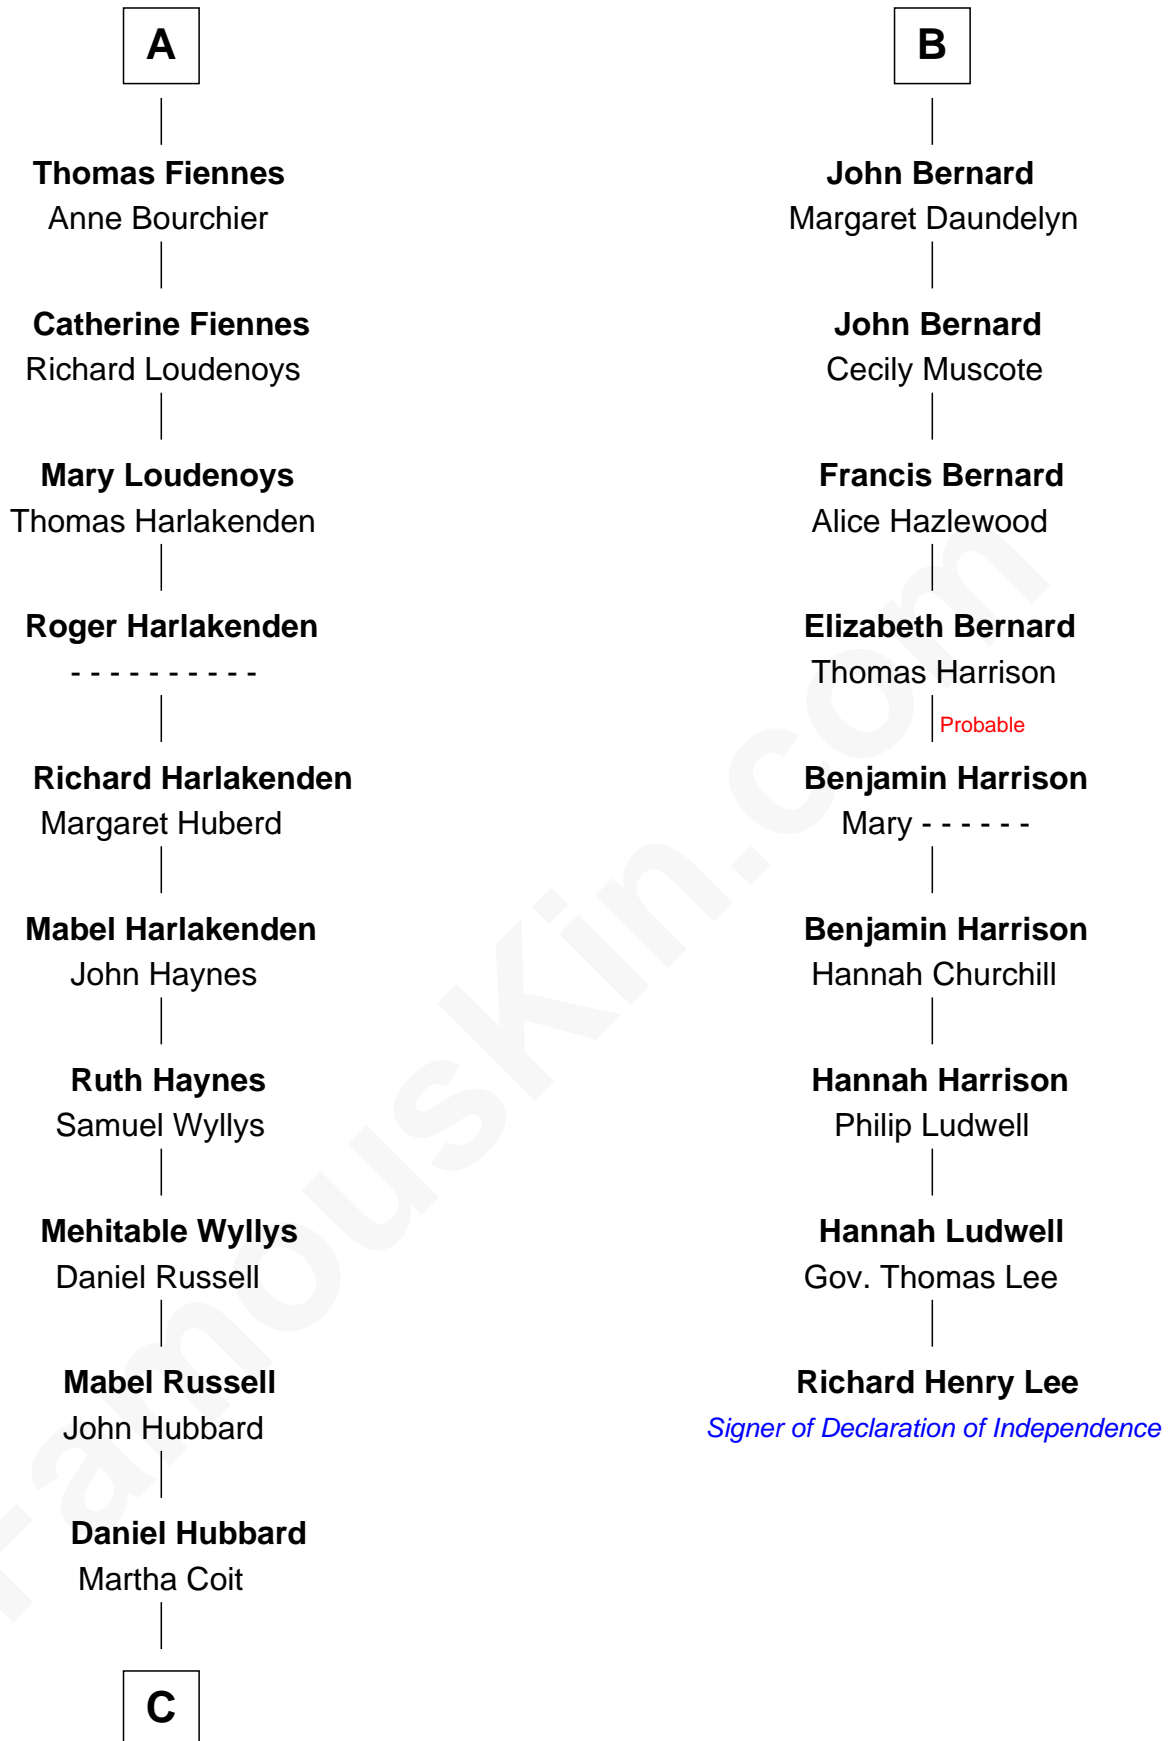 A
Thomas Fiennes
Anne Bourchier
Catherine Fiennes
Richard Loudenoys
Mary Loudenoys
Thomas Harlakenden
Roger Harlakenden
- - - - - - - - - -
Richard Harlakenden
Margaret Huberd
Mabel Harlakenden
John Haynes
Ruth Haynes
Samuel Wyllys
Mehitable Wyllys
Daniel Russell
Mabel Russell
John Hubbard
Daniel Hubbard
Martha Coit
C
B
John Bernard
Margaret Daundelyn
John Bernard
Cecily Muscote
Francis Bernard
Alice Hazlewood
Elizabeth Bernard
Thomas Harrison
Probable
Benjamin Harrison
Mary - - - - - -
Benjamin Harrison
Hannah Churchill
Hannah Harrison
Philip Ludwell
Hannah Ludwell
Gov. Thomas Lee
Richard Henry Lee
Signer of Declaration of Independence
FamousKin.com